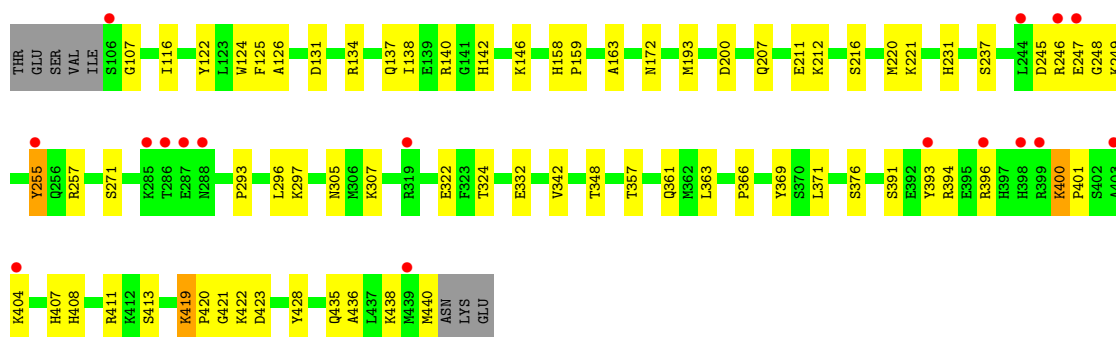 THR GLU SER VAL ILE S106 G107 I116 Y122 L123 W124 F125 A126 D131 R134 Q137 I138 E139 R140 G141 H142 K146 H158 P159 A163 N172 M193 D200 Q207 E211 K212 S216 M220 K221 H231 S237 L244 D245 R246 E247 G248
Y255 Q256 R257 S271 K285 T286 E287 N288 P293 L296 K297 N305 M306 K307 R319 E322 F323 T324 E332 V342 T348 T357 Q361 M362 L363 P366 Y369 S370 L371 S376 S391 E392 Y393 R394 E395 R396 H397 H398 R399 K400 P401 S402 A403
K404 H407 H408 R411 K412 S413 K419 P420 G421 K422 D423 Y428 Q435 A436 L437 K438 M439 M440 ASN LYS GLU